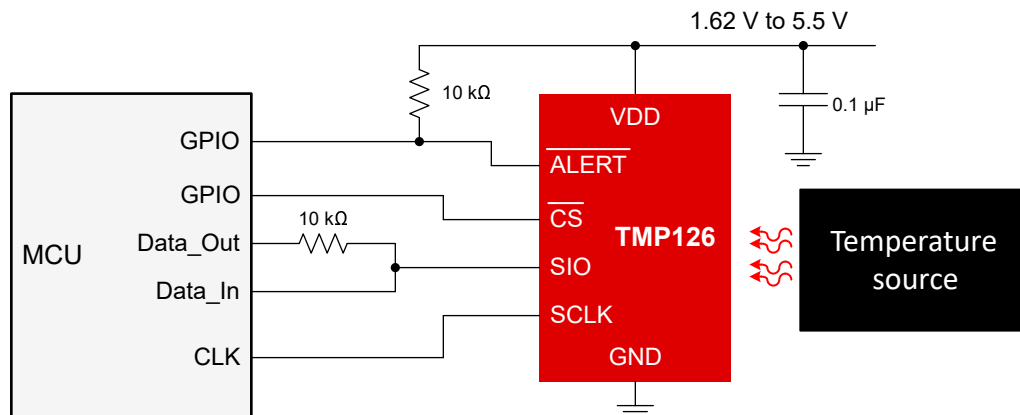 1.62 V to 5.5 V
10 kΩ
0.1 µF
VDD
GPIO
ALERT
GPIO
CS
10 kΩ
TMP126
Temperature
source
MCU
Data_Out
SIO
Data_In
SCLK
CLK
GND